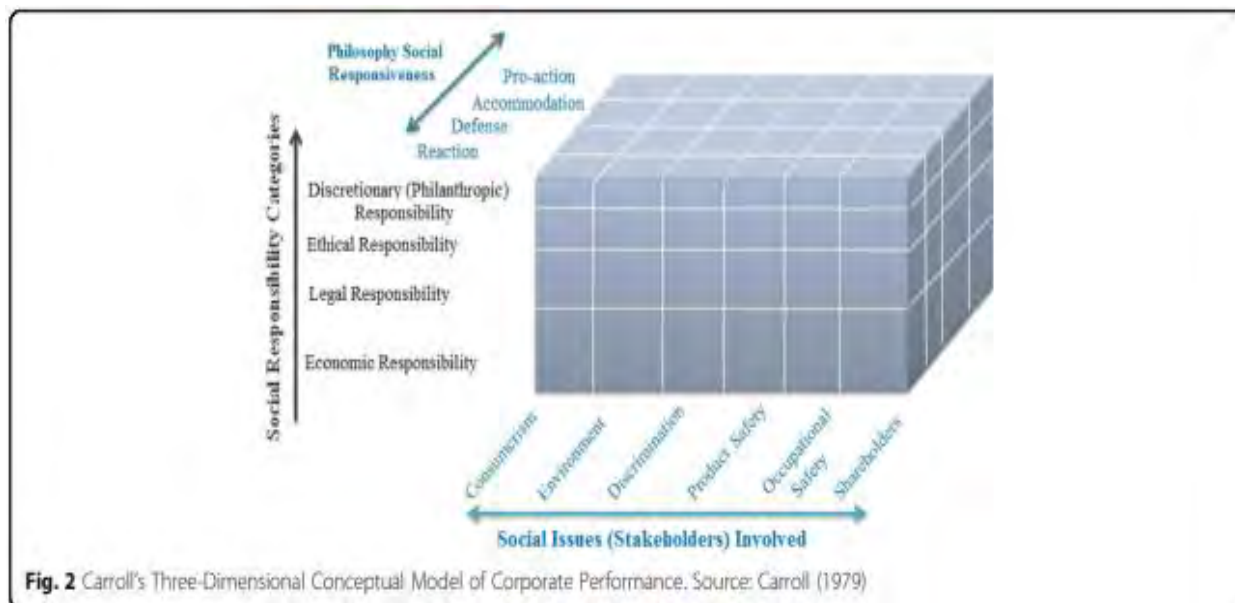 Philosophy Social
Responsiveness
Pro-action
Accommodation
Defense
Reaction
Social Responsibility Categories
Discretionary (Philanthropic)
Responsibility
Ethical Responsibility
Legal Responsibility
Economic Responsibility
Consumerism
Environment
Discrimination
Product Safety
Occupational
Safety
Shareholders
Social Issues (Stakeholders) Involved
Fig. 2 Carroll's Three-Dimensional Conceptual Model of Corporate Performance. Source: Carroll (1979)